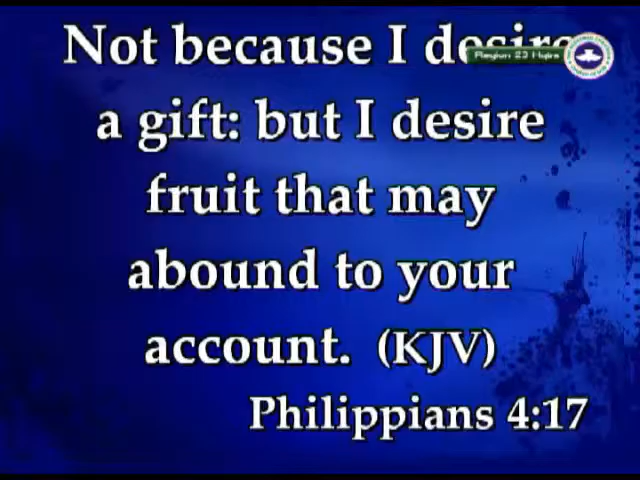 Not because I desire
a gift: but I desire
fruit that may
abound to your
account. (KJV)
Philippians 4:17